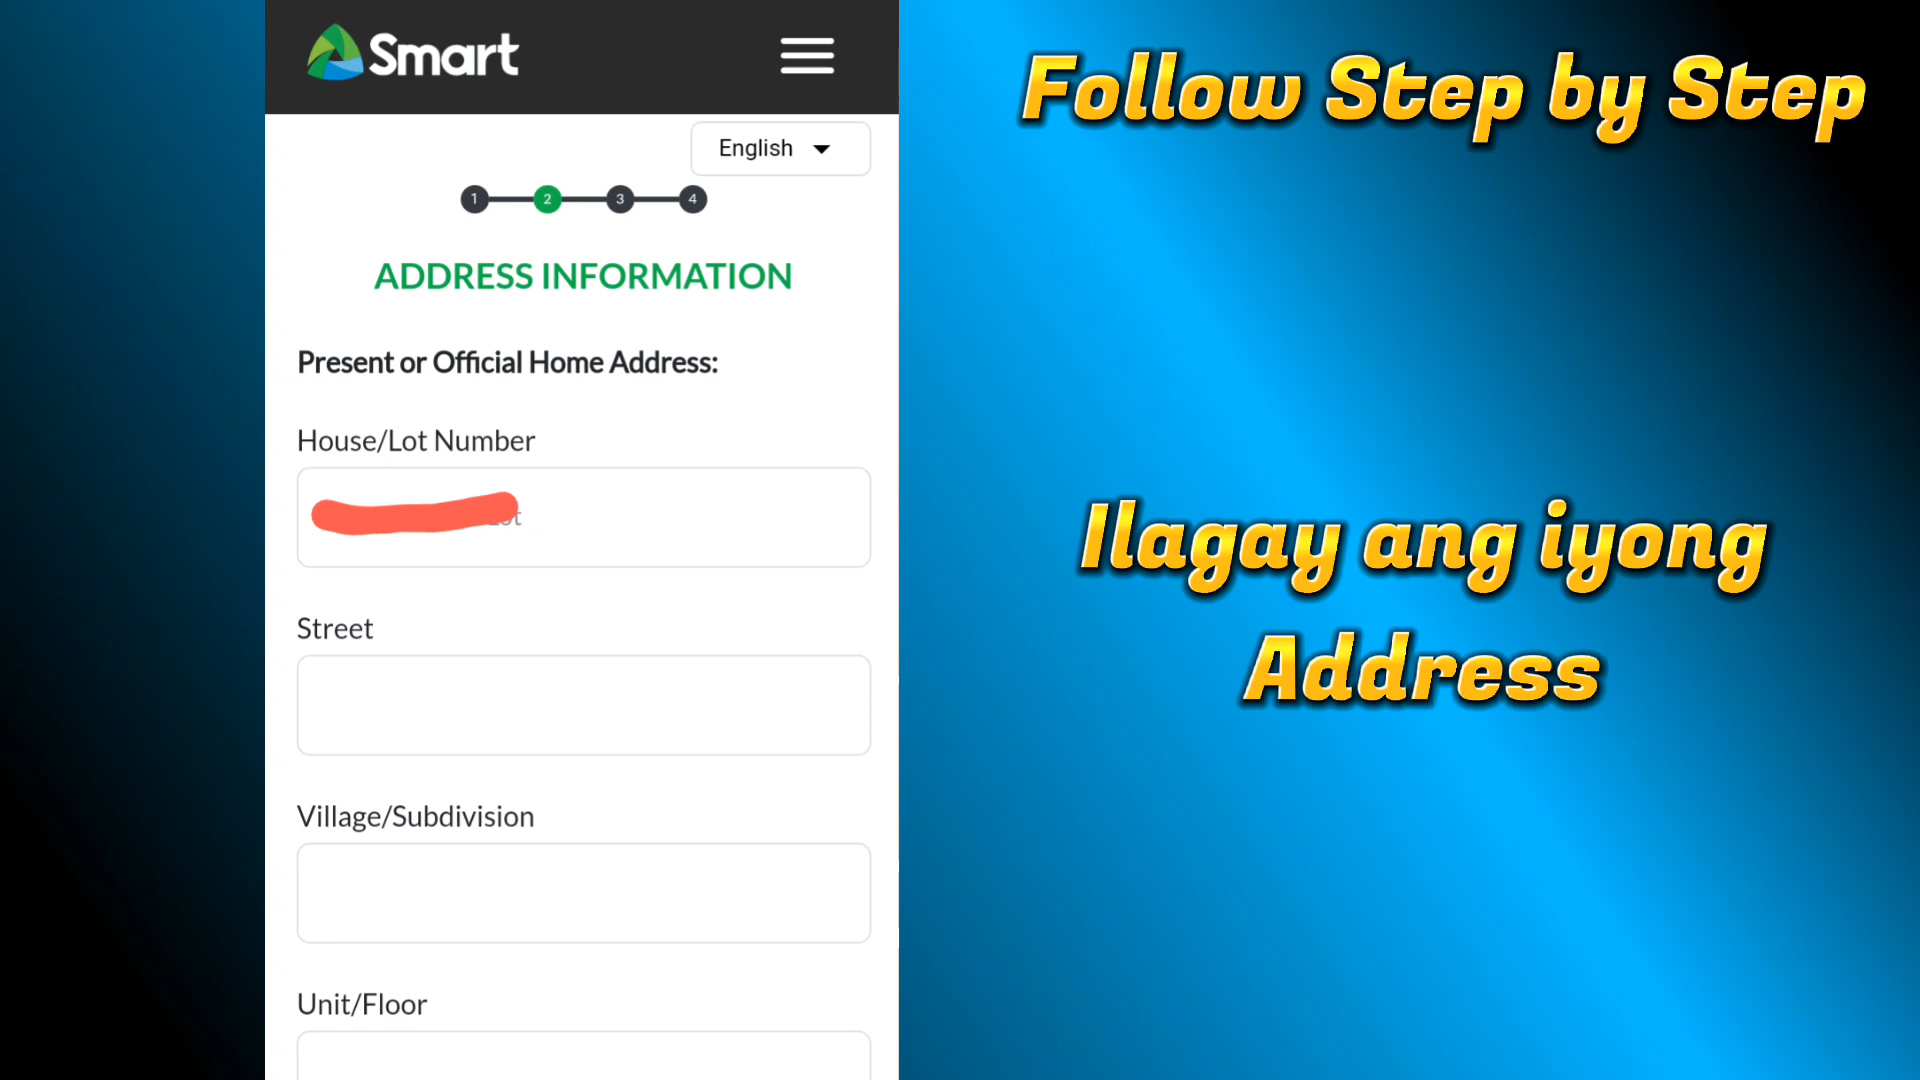 Smart
English
1 2 3 4
ADDRESS INFORMATION
Present or Official Home Address:
House/Lot Number
Street
Village/Subdivision
Unit/Floor
Follow Step by Step
Ilagay ang iyong
Address